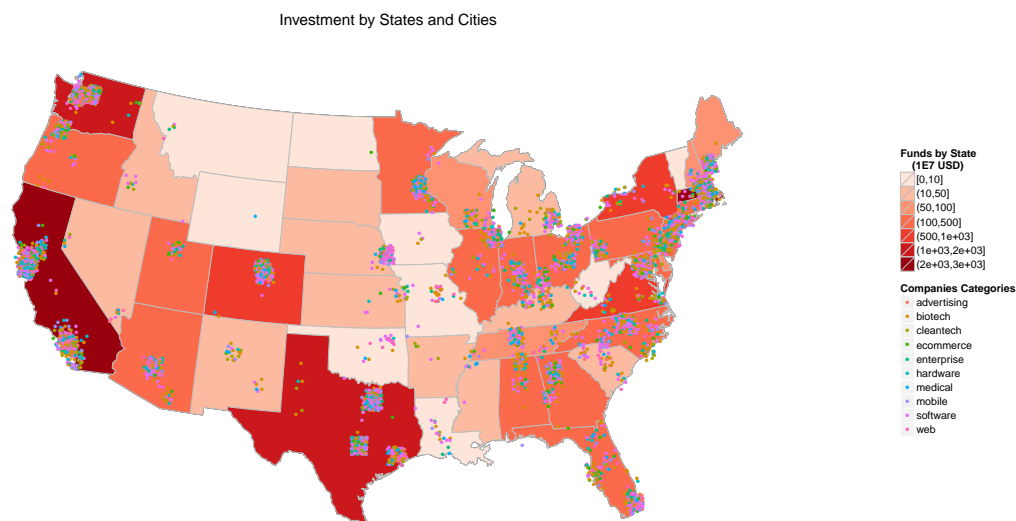 Investment by States and Cities
Funds by State
(1E7 USD)
[0,10]
(10,50]
(50,100]
(100,500]
(500,1e+03]
(1e+03,2e+03]
(2e+03,3e+03]
Companies Categories
advertising
biotech
cleantech
ecommerce
enterprise
hardware
medical
mobile
software
web